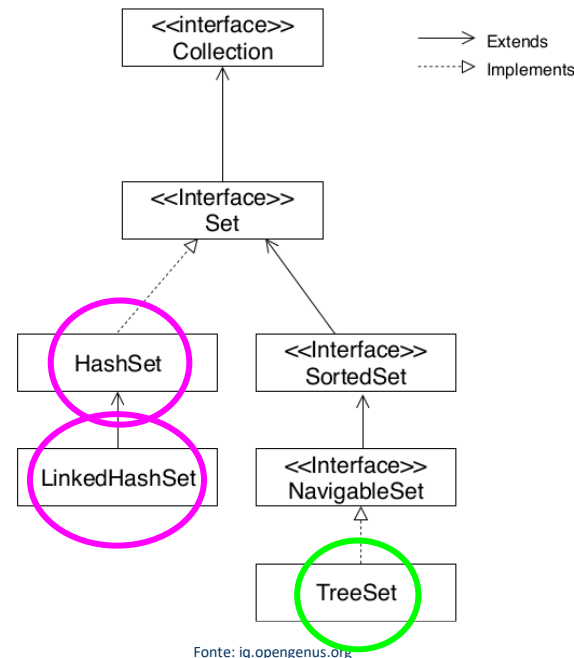 <<interface>>
Collection
Extends
Implements
<<Interface>>
Set
HashSet
<<Interface>>
SortedSet
LinkedHashSet
<<Interface>>
NavigableSet
TreeSet
Fonte: iq.opengenus.org